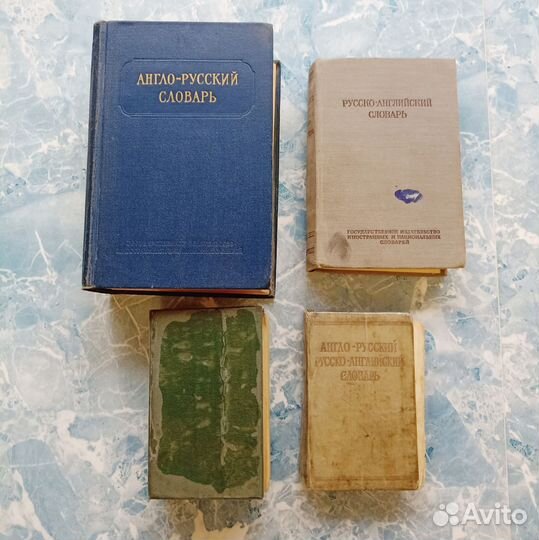 АНГЛО-РУССКИЙ
СЛОВАРЬ
РУССКО-АНГЛИЙСКИЙ
СЛОВАРЬ
ГОСУДАРСТВЕННОЕ ИЗДАТЕЛЬСТВО
ИНОСТРАННЫХ И НАЦИОНАЛЬНЫХ
СЛОВАРЕЙ
АНГЛО-РУССКИЙ
РУССКО-АНГЛИЙСКИЙ
СЛОВАРЬ
Avito